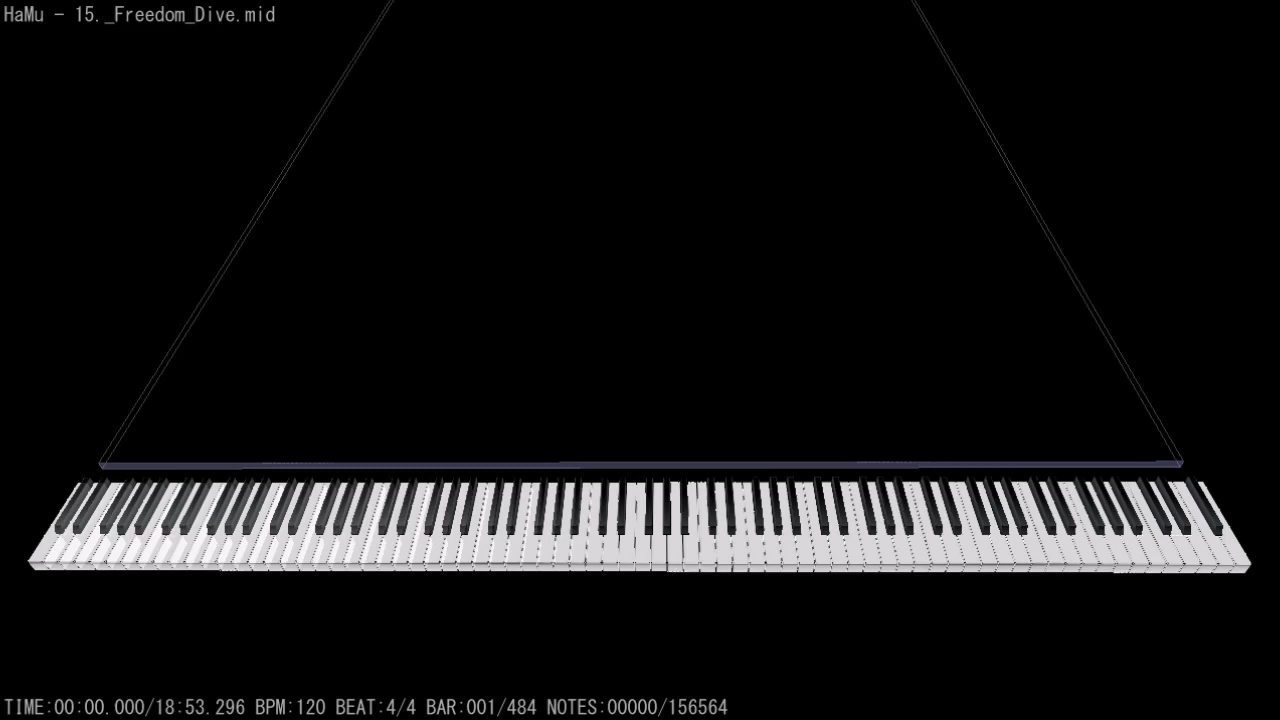 HaMu - 15._Freedom_Dive.mid
TIME:00:00.000/18:53.296 BPM:120 BEAT:4/4 BAR:001/484 NOTES:00000/156564